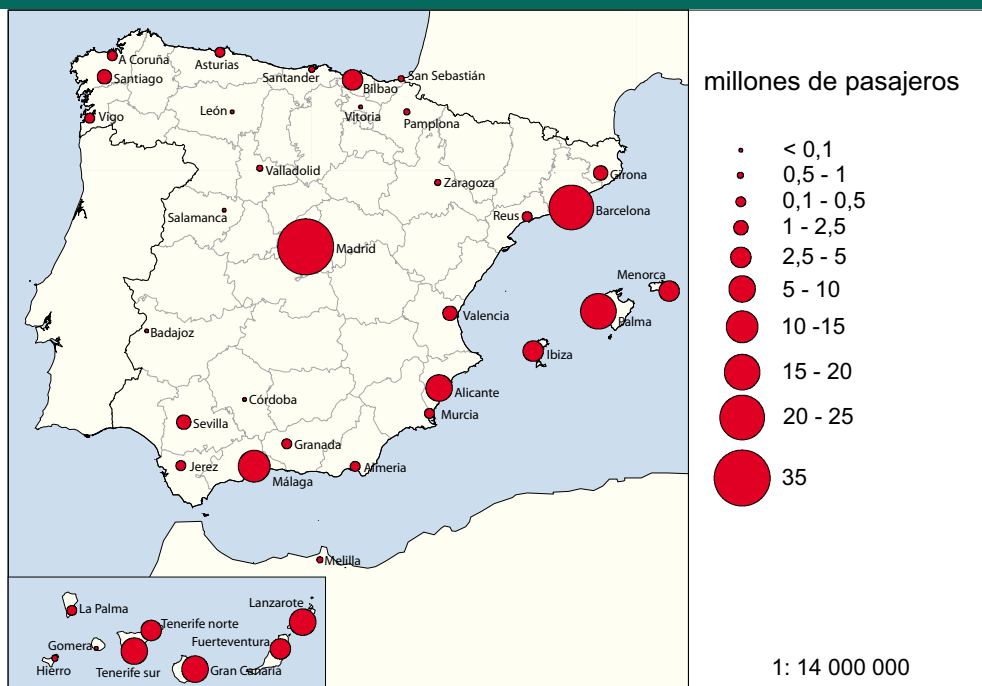 A Coruña
Asturias
Santander
San Sebastián
Santiago
Bilbao
León
Vitoria
Pamplona
Vigo
Valladolid
Zaragoza
Girona
Salamanca
Reus
Barcelona
Madrid
Menorca
Valencia
Palma
Badajoz
Ibiza
Alicante
Córdoba
Murcia
Sevilla
Granada
Jerez
Málaga
Almeria
Melilla
La Palma
Lanzarote
Tenerife norte
Gomera
Fuerteventura
Hierro
Tenerife sur
Gran Canaria
millones de pasajeros
< 0,1
0,5 - 1
0,1 - 0,5
1 - 2,5
2,5 - 5
5 - 10
10 -15
15 - 20
20 - 25
35
1: 14 000 000